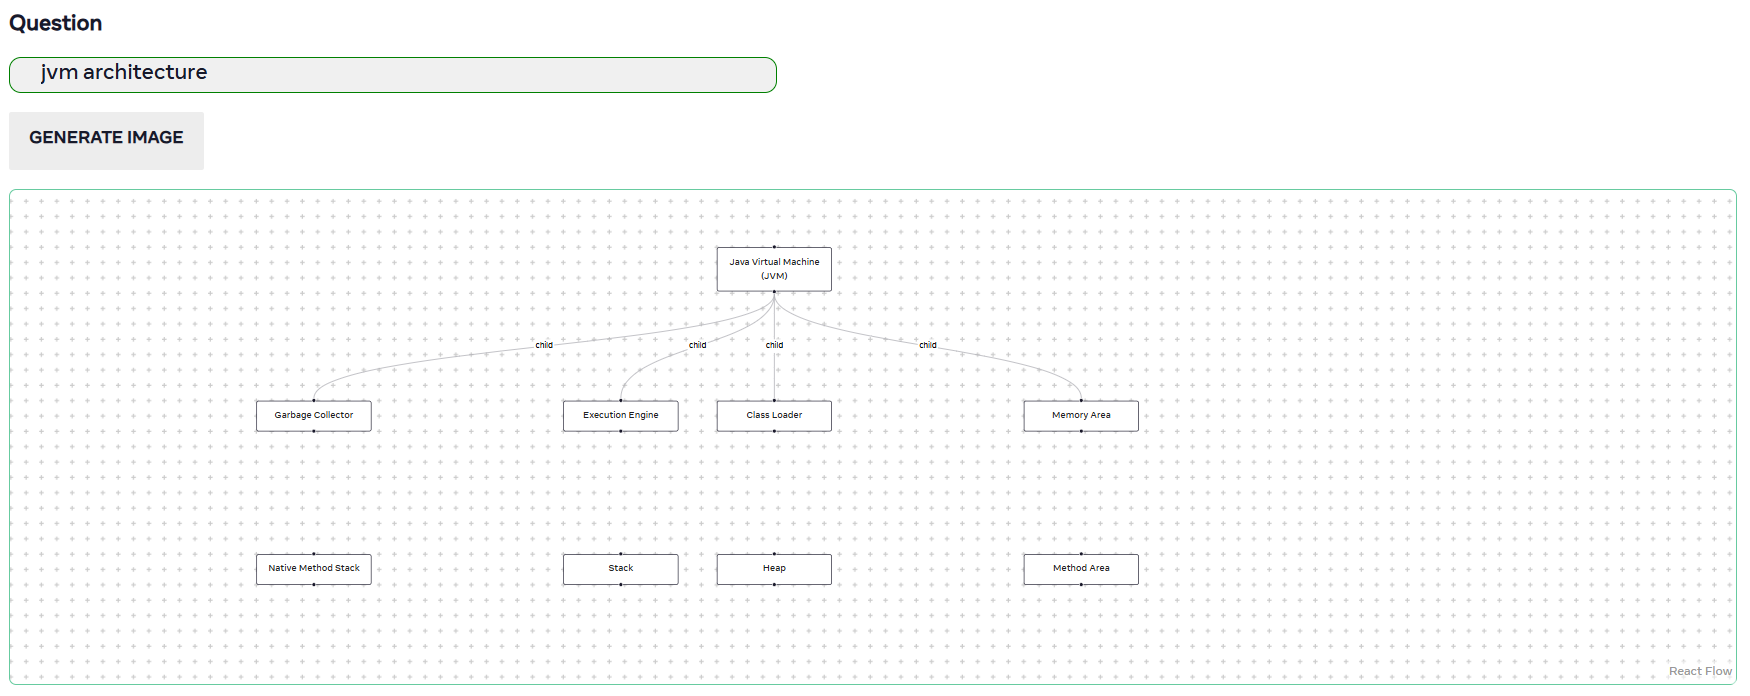 Question
jvm architecture
GENERATE IMAGE
Java Virtual Machine
(JVM)
child
child
child
child
Garbage Collector
Execution Engine
Class Loader
Memory Area
Native Method Stack
Stack
Heap
Method Area
React Flow